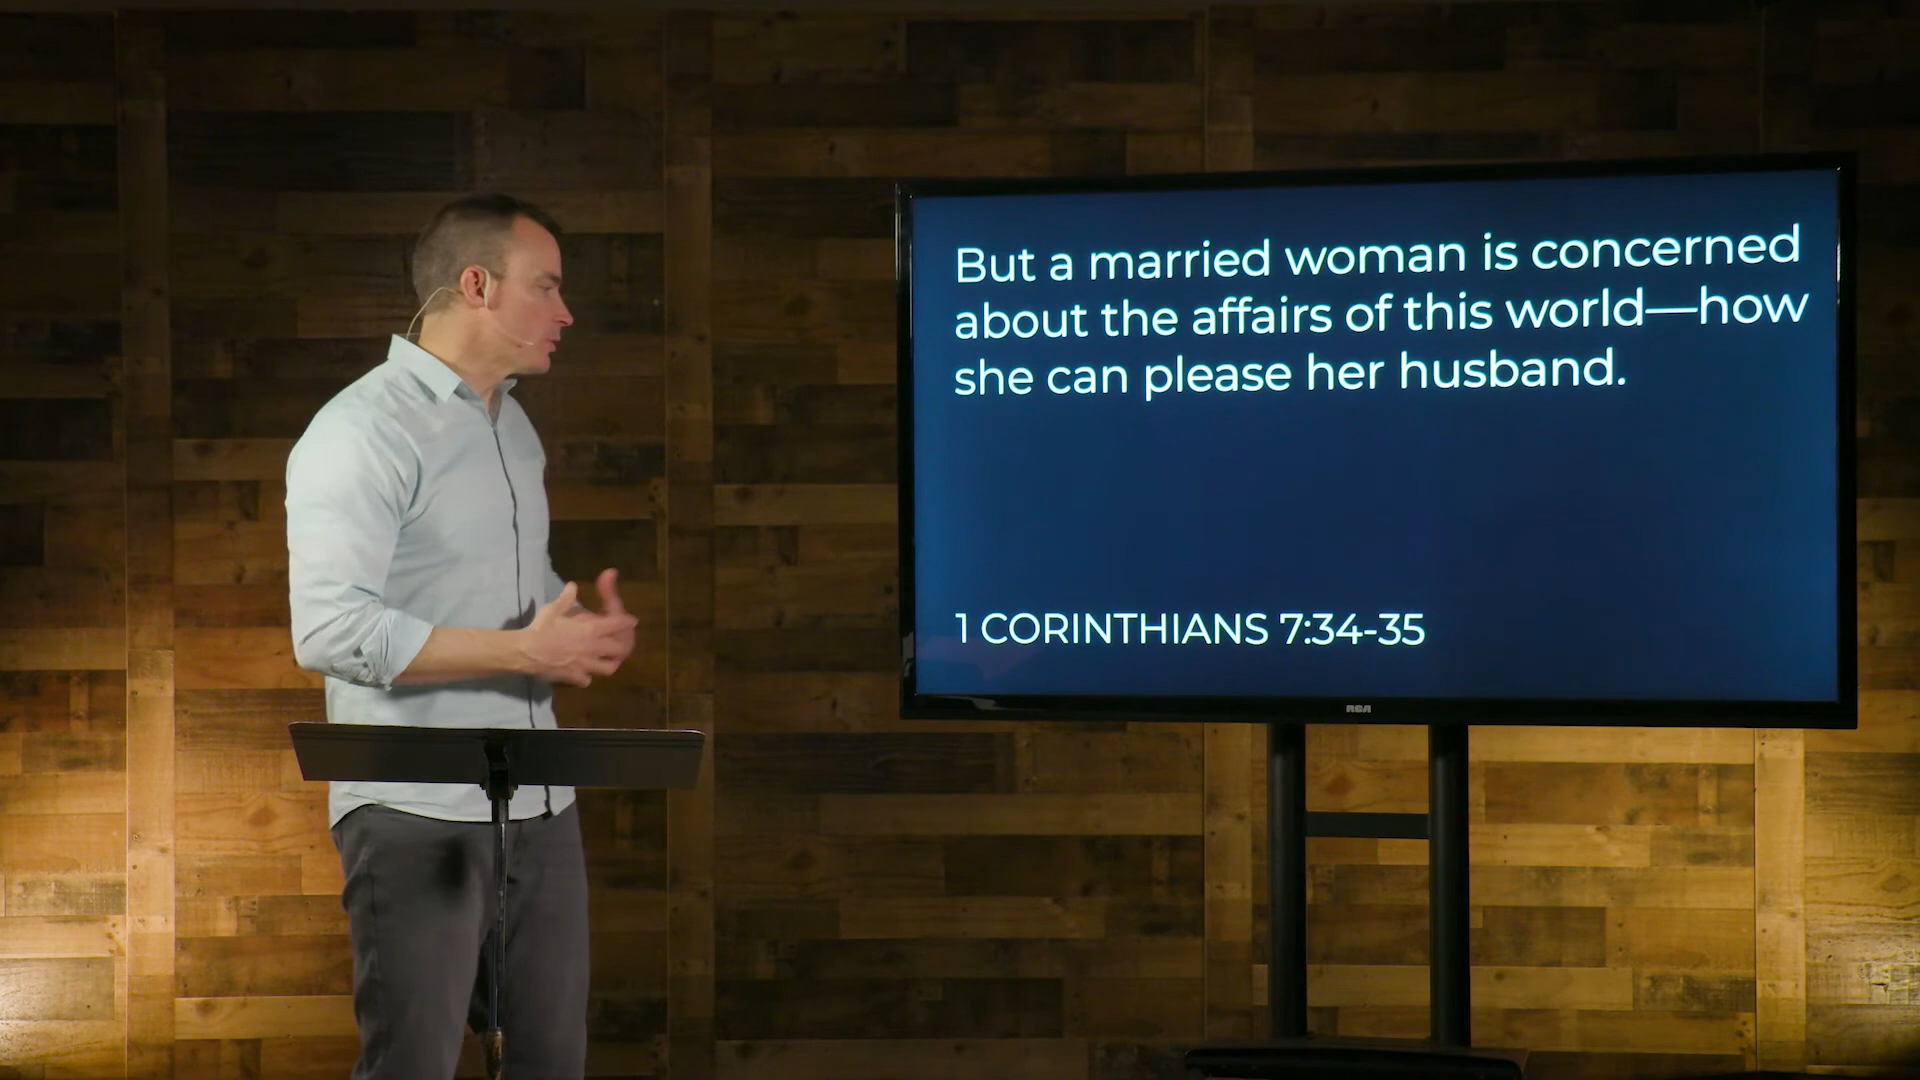 But a married woman is concerned
about the affairs of this world—how
she can please her husband.
1 CORINTHIANS 7:34-35
RCA